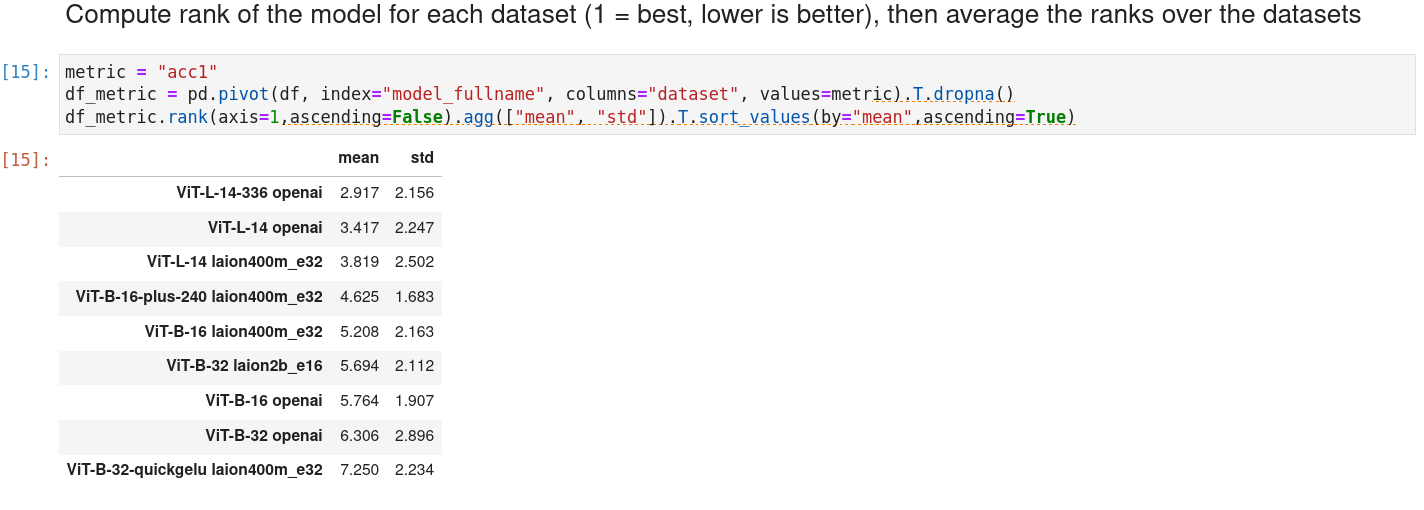 Compute rank of the model for each dataset (1 = best, lower is better), then average the ranks over the datasets
[15]: metric = "acc1"
df_metric = pd.pivot(df, index="model_fullname", columns="dataset", values=metric).T.dropna()
df_metric.rank(axis=1,ascending=False).agg(["mean", "std"]).T.sort_values(by="mean",ascending=True)
[15]: mean std
ViT-L-14-336 openai 2.917 2.156
ViT-L-14 openai 3.417 2.247
ViT-L-14 laion400m_e32 3.819 2.502
ViT-B-16-plus-240 laion400m_e32 4.625 1.683
ViT-B-16 laion400m_e32 5.208 2.163
ViT-B-32 laion2b_e16 5.694 2.112
ViT-B-16 openai 5.764 1.907
ViT-B-32 openai 6.306 2.896
ViT-B-32-quickgelu laion400m_e32 7.250 2.234